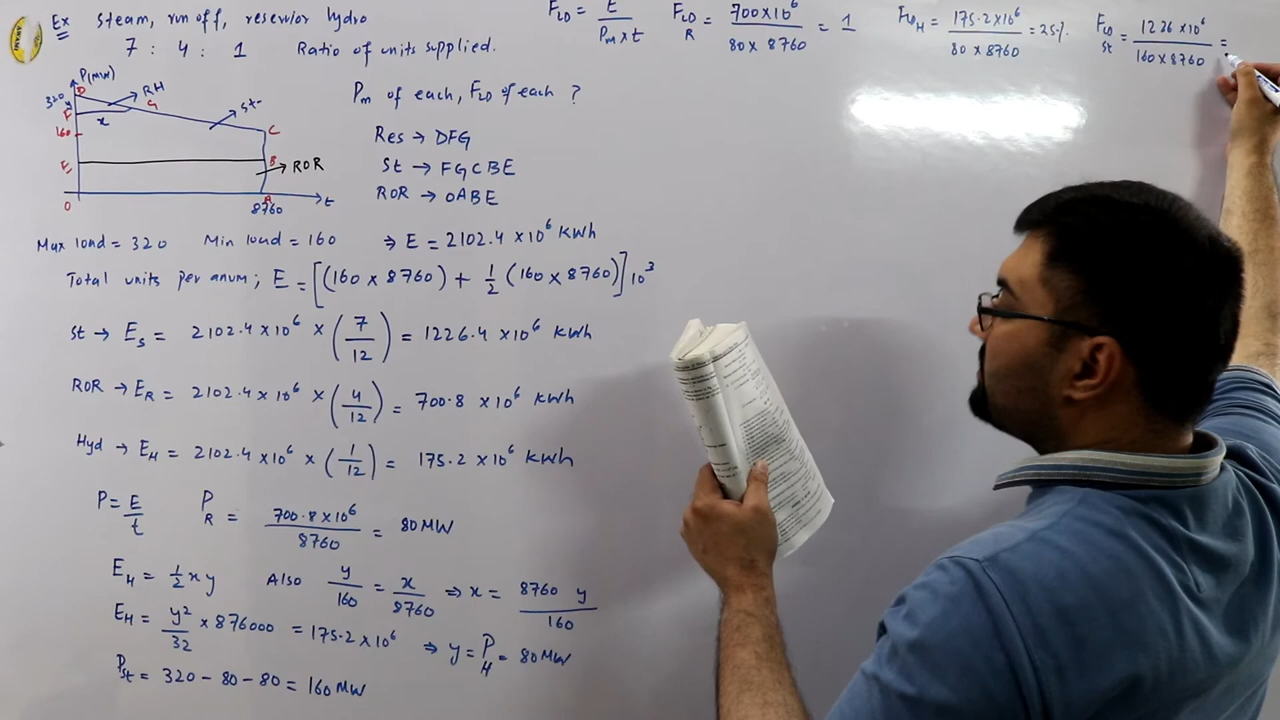 Ex Steam, run off, reservior hydro
7 : 4 : 1 Ratio of units supplied.
F_LD = E / Pm x t
F_LD R = 700 x 10^6 / 80 x 8760 = 1
F_LD H = 175.2 x 10^6 / 80 x 8760 = 25%
F_LD St = 1226 x 10^6 / 160 x 8760 =
P(MW)
D RH
320 y G
F x St
160 C
E B ROR
O A t
8760
Pm of each, F_LD of each ?
Res → DFG
St → FGCBE
ROR → OABE
Max load = 320 Min load = 160 ⇒ E = 2102.4 x 10^6 kWh
Total units per anum; E = [(160 x 8760) + 1/2 (160 x 8760)] 10^3
St → E_S = 2102.4 x 10^6 x (7/12) = 1226.4 x 10^6 kWh
ROR → E_R = 2102.4 x 10^6 x (4/12) = 700.8 x 10^6 kWh
Hyd → E_H = 2102.4 x 10^6 x (1/12) = 175.2 x 10^6 kWh
P = E/t P_R = 700.8 x 10^6 / 8760 = 80 MW
E_H = 1/2 x y Also y/160 = x/8760 ⇒ x = 8760 y / 160
E_H = y^2/32 x 876000 = 175.2 x 10^6 ⇒ y = P_H = 80 MW
P_St = 320 - 80 - 80 = 160 MW